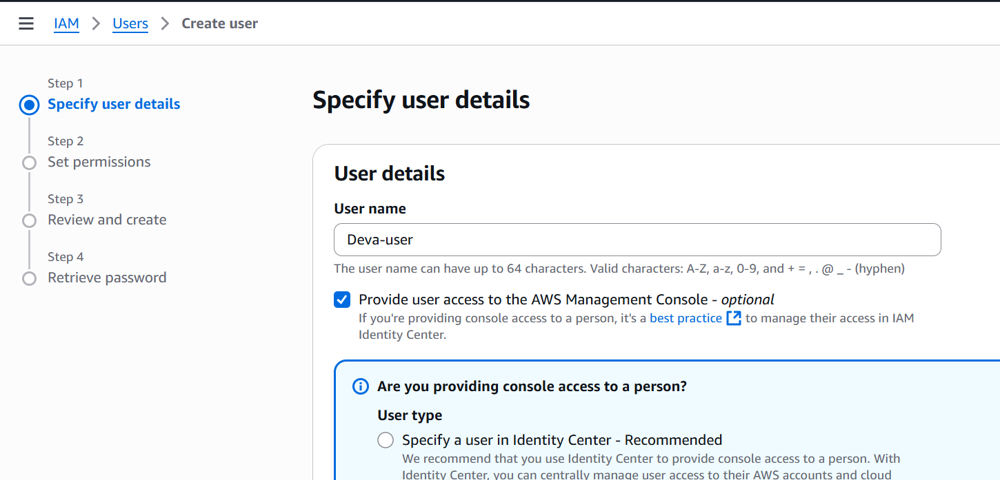 IAM > Users > Create user
Step 1
Specify user details
Step 2
Set permissions
Step 3
Review and create
Step 4
Retrieve password
Specify user details
User details
User name
Deva-user
The user name can have up to 64 characters. Valid characters: A-Z, a-z, 0-9, and + = , . @ _ - (hyphen)
Provide user access to the AWS Management Console - optional
If you're providing console access to a person, it's a best practice to manage their access in IAM
Identity Center.
Are you providing console access to a person?
User type
Specify a user in Identity Center - Recommended
We recommend that you use Identity Center to provide console access to a person. With
Identity Center, you can centrally manage user access to their AWS accounts and cloud